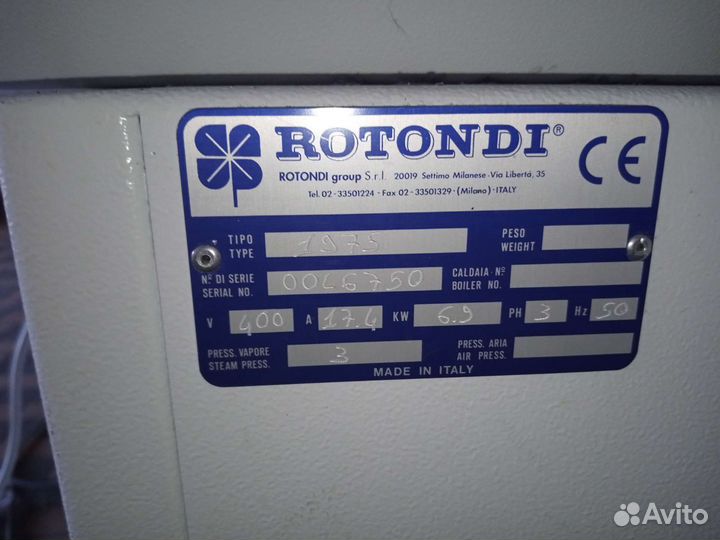 ROTONDI®
ROTONDI group S.r.l. 20019 Settimo Milanese - Via Libertá, 35
Tel. 02-33501224 - Fax 02-33501329 - (Milano) - ITALY
CE
TIPO
TYPE 1975
PESO
WEIGHT
N° DI SERIE
SERIAL NO. 00L6750
CALDAIA - N°
BOILER NO.
V 400 A 17.4 KW 6.9 PH 3 Hz 50
PRESS. VAPORE
STEAM PRESS. 3
PRESS. ARIA
AIR PRESS.
MADE IN ITALY
Avito